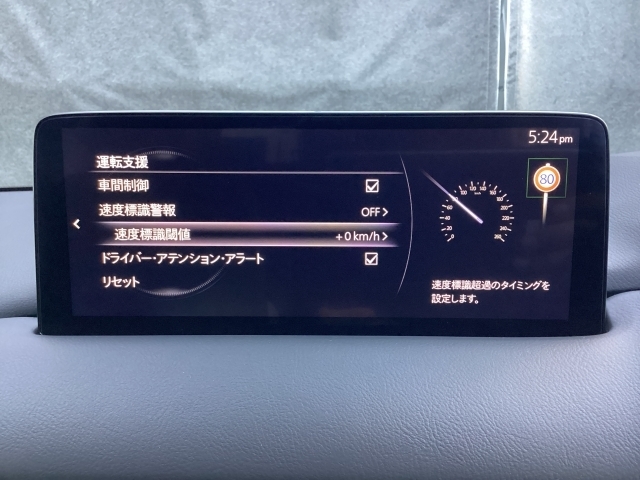 5:24pm
運転支援
車間制御
速度標識警報 OFF
速度標識閾値 +0 km/h
ドライバー・アテンション・アラート
リセット
80
速度標識超過のタイミングを
設定します。